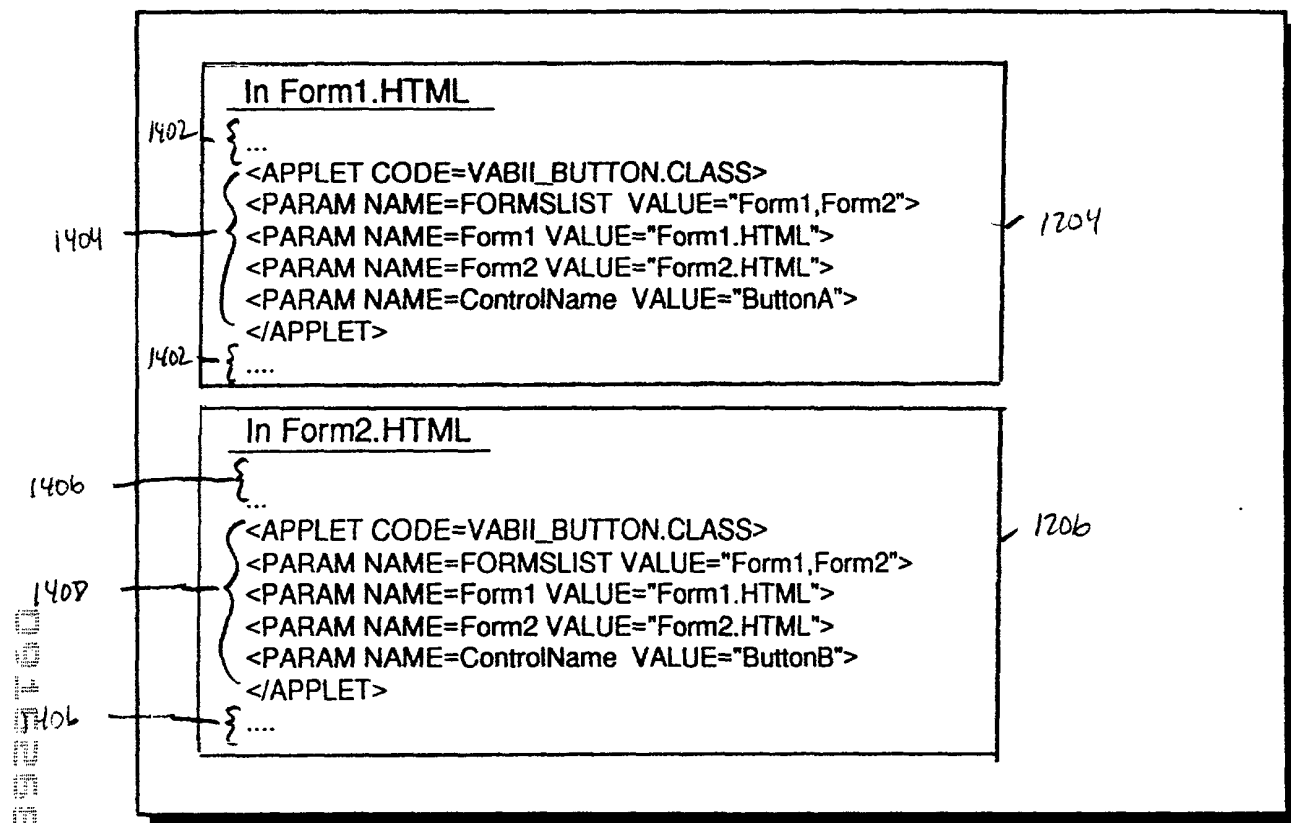 In Form1.HTML
1402
...
<APPLET CODE=VABII_BUTTON.CLASS>
<PARAM NAME=FORMSLIST VALUE="Form1,Form2">
1404
<PARAM NAME=Form1 VALUE="Form1.HTML">
1204
<PARAM NAME=Form2 VALUE="Form2.HTML">
<PARAM NAME=ControlName VALUE="ButtonA">
</APPLET>
1402
....
In Form2.HTML
1406
...
<APPLET CODE=VABII_BUTTON.CLASS>
1206
<PARAM NAME=FORMSLIST VALUE="Form1,Form2">
1408
<PARAM NAME=Form1 VALUE="Form1.HTML">
<PARAM NAME=Form2 VALUE="Form2.HTML">
<PARAM NAME=ControlName VALUE="ButtonB">
</APPLET>
1406
....